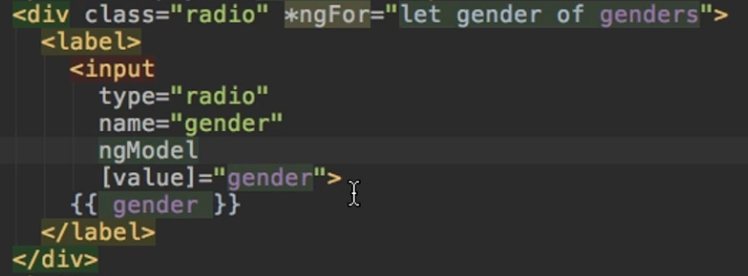 <div class="radio" *ngFor="let gender of genders">
<label>
<input
type="radio"
name="gender"
ngModel
[value]="gender">
{{ gender }}
</label>
</div>